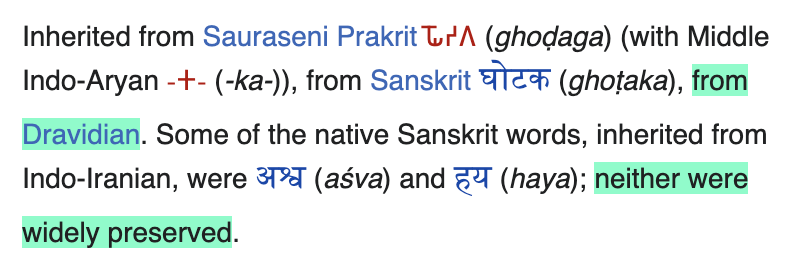 Inherited from Sauraseni Prakrit 𑀖𑁄𑀟𑀕 (ghoḍaga) (with Middle
Indo-Aryan -𑀓- (-ka-)), from Sanskrit घोटक (ghoṭaka), from
Dravidian. Some of the native Sanskrit words, inherited from
Indo-Iranian, were अश्व (aśva) and हय (haya); neither were
widely preserved.